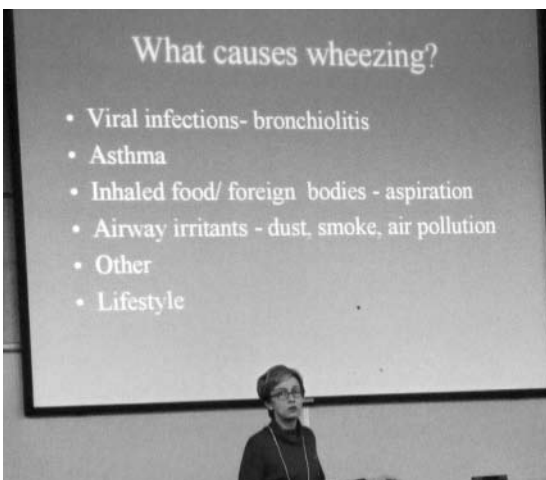 What causes wheezing?
• Viral infections- bronchiolitis
• Asthma
• Inhaled food/ foreign bodies - aspiration
• Airway irritants - dust, smoke, air pollution
• Other
• Lifestyle